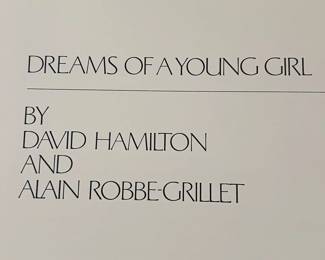 DREAMS OF A YOUNG GIRL
BY
DAVID HAMILTON
AND
ALAIN ROBBE-GRILLET